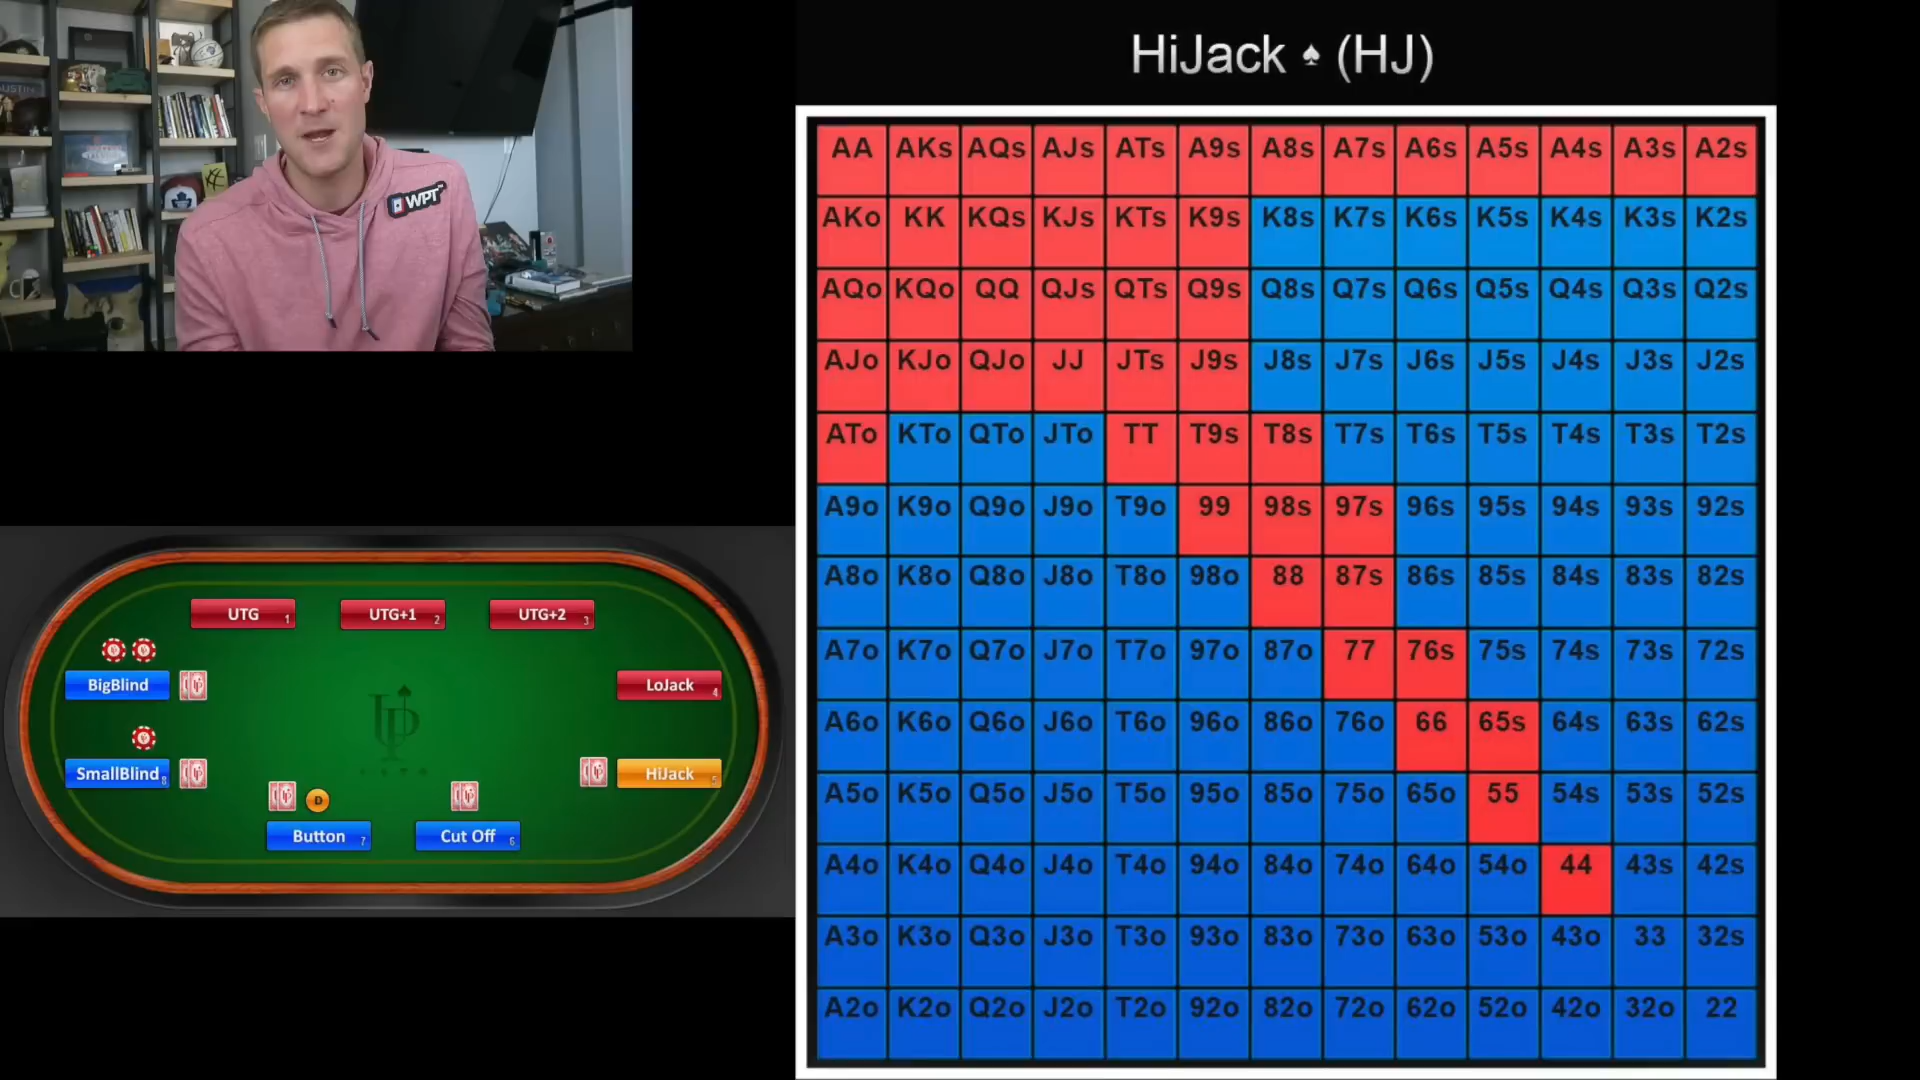 HiJack ♠ (HJ)
WPT
AUSTIN
AA AKs AQs AJs ATs A9s A8s A7s A6s A5s A4s A3s A2s
AKo KK KQs KJs KTs K9s K8s K7s K6s K5s K4s K3s K2s
AQo KQo QQ QJs QTs Q9s Q8s Q7s Q6s Q5s Q4s Q3s Q2s
AJo KJo QJo JJ JTs J9s J8s J7s J6s J5s J4s J3s J2s
ATo KTo QTo JTo TT T9s T8s T7s T6s T5s T4s T3s T2s
A9o K9o Q9o J9o T9o 99 98s 97s 96s 95s 94s 93s 92s
A8o K8o Q8o J8o T8o 98o 88 87s 86s 85s 84s 83s 82s
A7o K7o Q7o J7o T7o 97o 87o 77 76s 75s 74s 73s 72s
A6o K6o Q6o J6o T6o 96o 86o 76o 66 65s 64s 63s 62s
A5o K5o Q5o J5o T5o 95o 85o 75o 65o 55 54s 53s 52s
A4o K4o Q4o J4o T4o 94o 84o 74o 64o 54o 44 43s 42s
A3o K3o Q3o J3o T3o 93o 83o 73o 63o 53o 43o 33 32s
A2o K2o Q2o J2o T2o 92o 82o 72o 62o 52o 42o 32o 22
UTG 1 UTG+1 2 UTG+2 3
BigBlind
LoJack 4
UP
SmallBlind 8
HiJack 5
D
Button 7 Cut Off 6